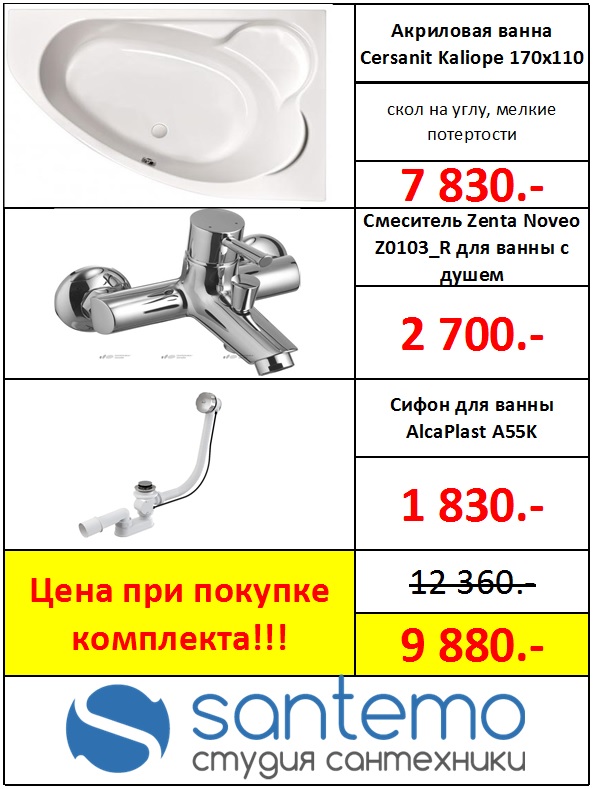 Акриловая ванна
Cersanit Kaliope 170x110
скол на углу, мелкие
потертости
7 830.-
Смеситель Zenta Noveo
Z0103_R для ванны с
душем
2 700.-
Сифон для ванны
AlcaPlast A55K
1 830.-
Цена при покупке
комплекта!!!
12 360.-
9 880.-
santemo
студия сантехники